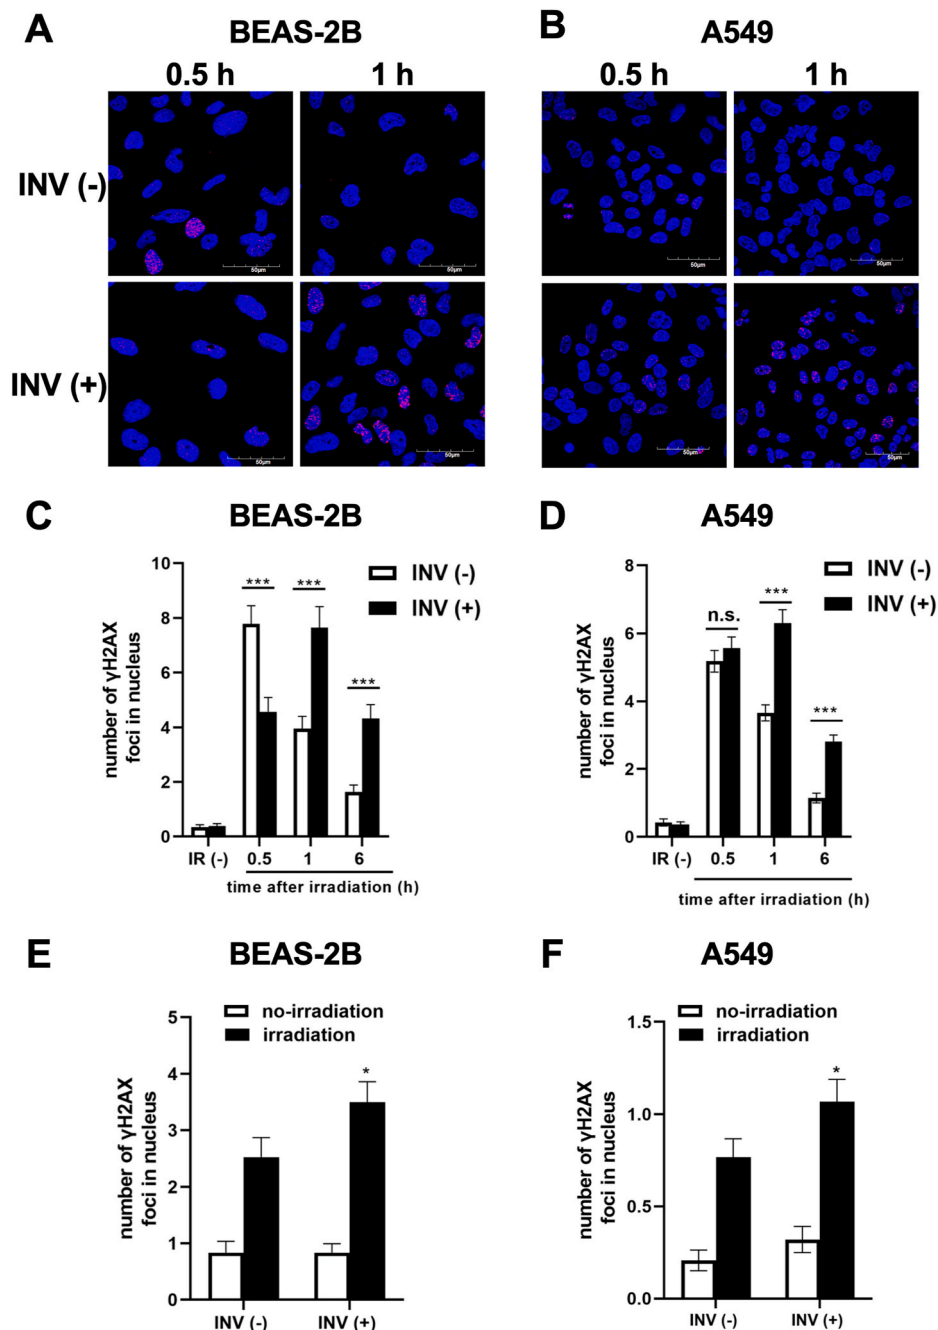 A
BEAS-2B
0.5 h
1 h
B
A549
0.5 h
1 h
INV (-)
50μm
50μm
50μm
50μm
INV (+)
50μm
50μm
50μm
50μm
C
BEAS-2B
INV (-)
INV (+)
number of γH2AX
foci in nucleus
10
8
6
4
2
0
***
***
***
IR (-)
0.5
1
6
time after irradiation (h)
D
A549
INV (-)
INV (+)
number of γH2AX
foci in nucleus
8
6
4
2
0
n.s.
***
***
IR (-)
0.5
1
6
time after irradiation (h)
E
BEAS-2B
no-irradiation
irradiation
number of γH2AX
foci in nucleus
5
4
3
2
1
0
*
INV (-)
INV (+)
F
A549
no-irradiation
irradiation
number of γH2AX
foci in nucleus
1.5
1.0
0.5
0.0
*
INV (-)
INV (+)